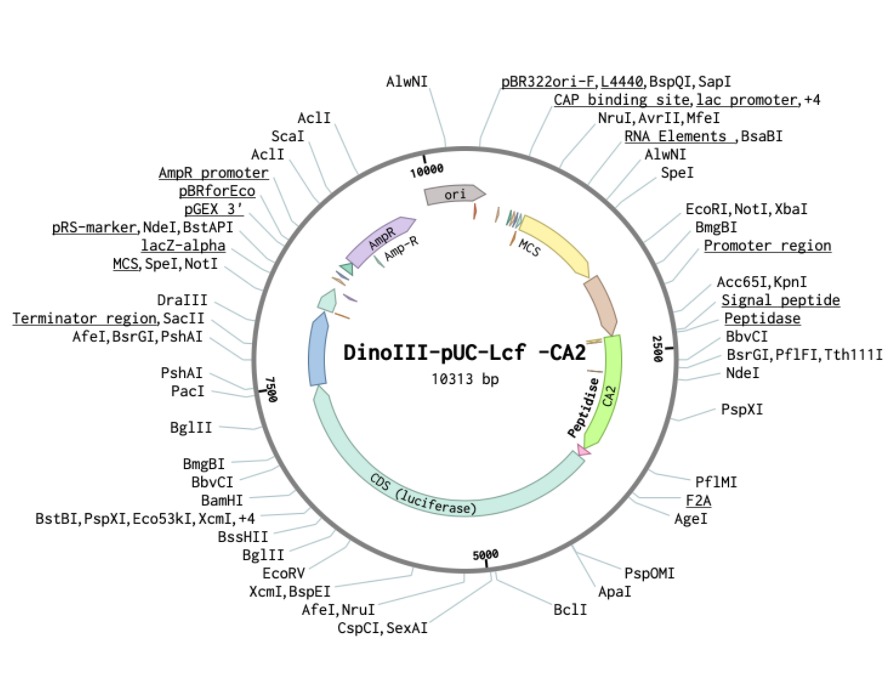 AlwNI
pBR322ori-F,L4440,BspQI,SapI
CAP binding site,lac promoter,+4
NruI,AvrII,MfeI
RNA Elements ,BsaBI
AlwNI
SpeI
EcoRI,NotI,XbaI
BmgBI
Promoter region
Acc65I,KpnI
Signal peptide
Peptidase
BbvCI
BsrGI,PflFI,Tth111I
NdeI
PspXI
PflMI
F2A
AgeI
PspOMI
ApaI
BclI
CspCI,SexAI
AfeI,NruI
XcmI,BspEI
EcoRV
BglII
BssHII
BstBI,PspXI,Eco53kI,XcmI,+4
BamHI
BbvCI
BmgBI
BglII
PacI
PshAI
AfeI,BsrGI,PshAI
Terminator region,SacII
DraIII
MCS,SpeI,NotI
lacZ-alpha
pRS-marker,NdeI,BstAPI
pGEX 3'
pBRforEco
AmpR promoter
AclI
ScaI
AclI
10000
ori
AmpR
Amp-R
MCS
2500
CA2
Peptidise
DinoIII-pUC-Lcf -CA2
10313 bp
7500
CDS (luciferase)
5000